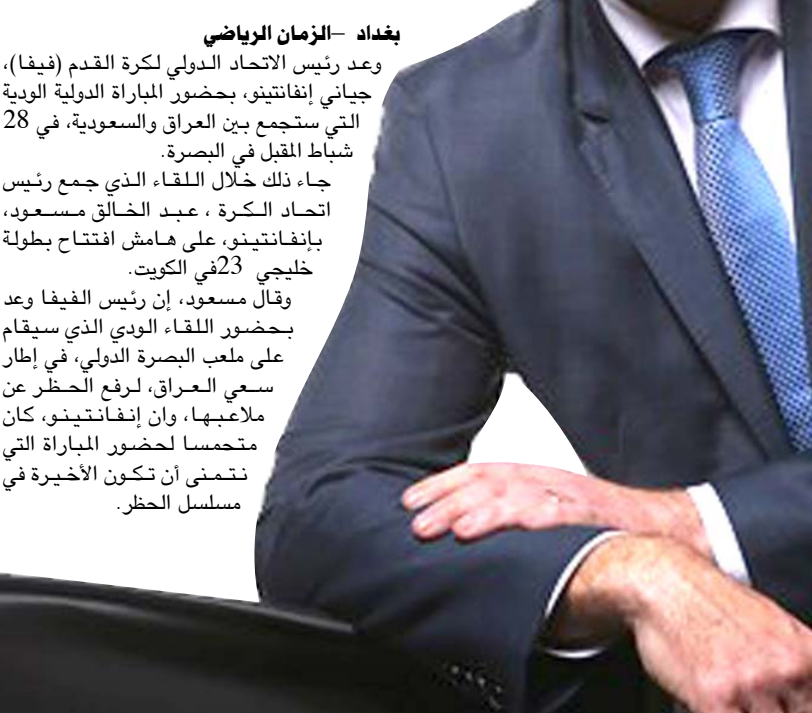 بغداد –الزمان الرياضي
وعد رئيس الاتحاد الدولي لكرة القدم (فيفا)،
جياني إنفانتينو، بحضور المباراة الدولية الودية
التي ستجمع بين العراق والسعودية، في 28
شباط المقبل في البصرة.
جاء ذلك خلال اللقاء الذي جمع رئيس
اتحاد الكرة ، عبد الخالق مسعود،
بإنفانتينو، على هامش افتتاح بطولة
خليجي 23في الكويت.
وقال مسعود، إن رئيس الفيفا وعد
بحضور اللقاء الودي الذي سيقام
على ملعب البصرة الدولي، في إطار
سعي العراق، لرفع الحظر عن
ملاعبها، وان إنفانتينو، كان
متحمسا لحضور المباراة التي
نتمنى أن تكون الأخيرة في
مسلسل الحظر.